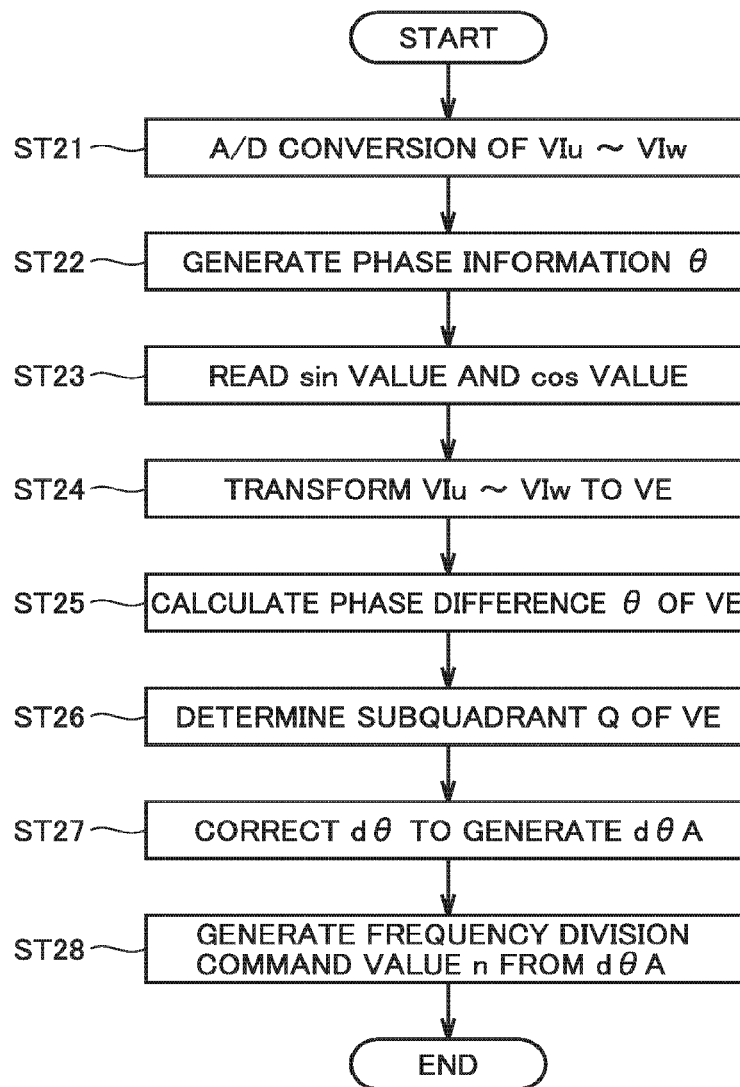 START
ST21 A/D CONVERSION OF VIu ~ VIw
ST22 GENERATE PHASE INFORMATION θ
ST23 READ sin VALUE AND cos VALUE
ST24 TRANSFORM VIu ~ VIw TO VE
ST25 CALCULATE PHASE DIFFERENCE θ OF VE
ST26 DETERMINE SUBQUADRANT Q OF VE
ST27 CORRECT dθ TO GENERATE dθA
ST28 GENERATE FREQUENCY DIVISION
COMMAND VALUE n FROM dθA
END